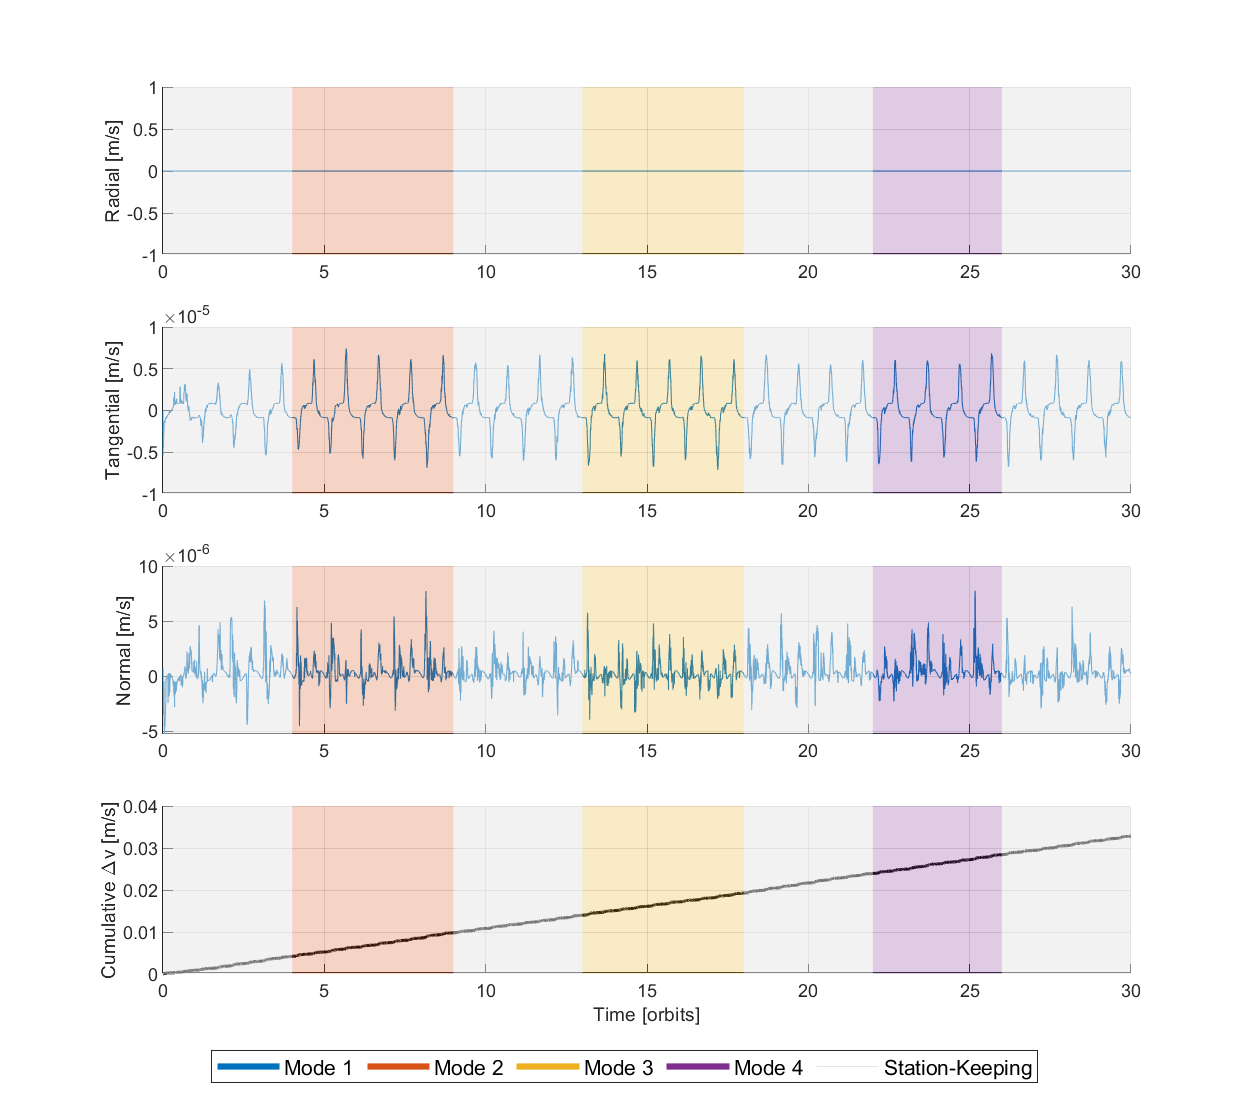 1
0.5
0
-0.5
-1
Radial [m/s]
0 5 10 15 20 25 30
×10-5
1
0.5
0
-0.5
-1
Tangential [m/s]
0 5 10 15 20 25 30
×10-6
10
5
0
-5
Normal [m/s]
0 5 10 15 20 25 30
0.04
0.03
0.02
0.01
0
Cumulative Δv [m/s]
0 5 10 15 20 25 30
Time [orbits]
Mode 1 Mode 2 Mode 3 Mode 4 Station-Keeping